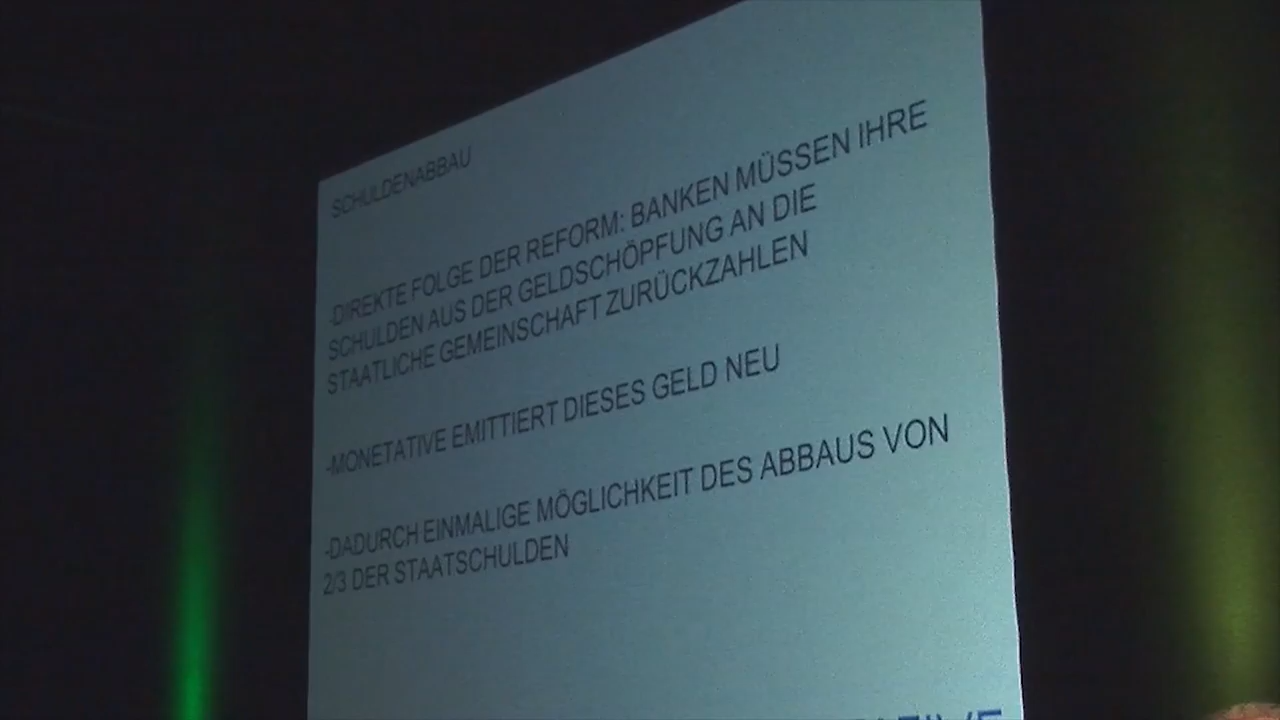 SCHULDENABBAU
-DIREKTE FOLGE DER REFORM: BANKEN MÜSSEN IHRE
SCHULDEN AUS DER GELDSCHÖPFUNG AN DIE
STAATLICHE GEMEINSCHAFT ZURÜCKZAHLEN
-MONETATIVE EMITTIERT DIESES GELD NEU
-DADURCH EINMALIGE MÖGLICHKEIT DES ABBAUS VON
2/3 DER STAATSCHULDEN